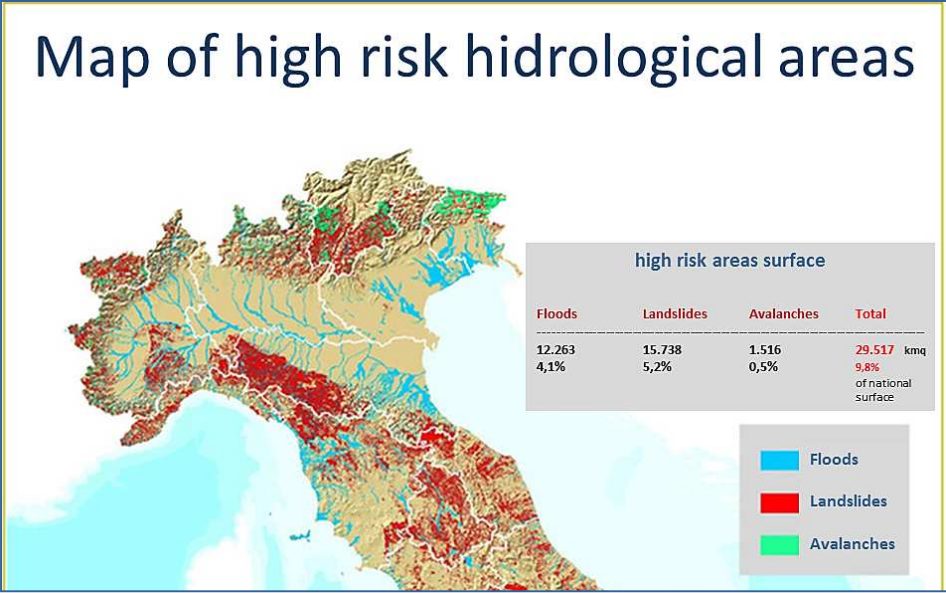 Map of high risk hidrological areas
high risk areas surface
Floods Landslides Avalanches Total
12.263 15.738 1.516 29.517 kmq
4,1% 5,2% 0,5% 9,8%
of national
surface
Floods
Landslides
Avalanches